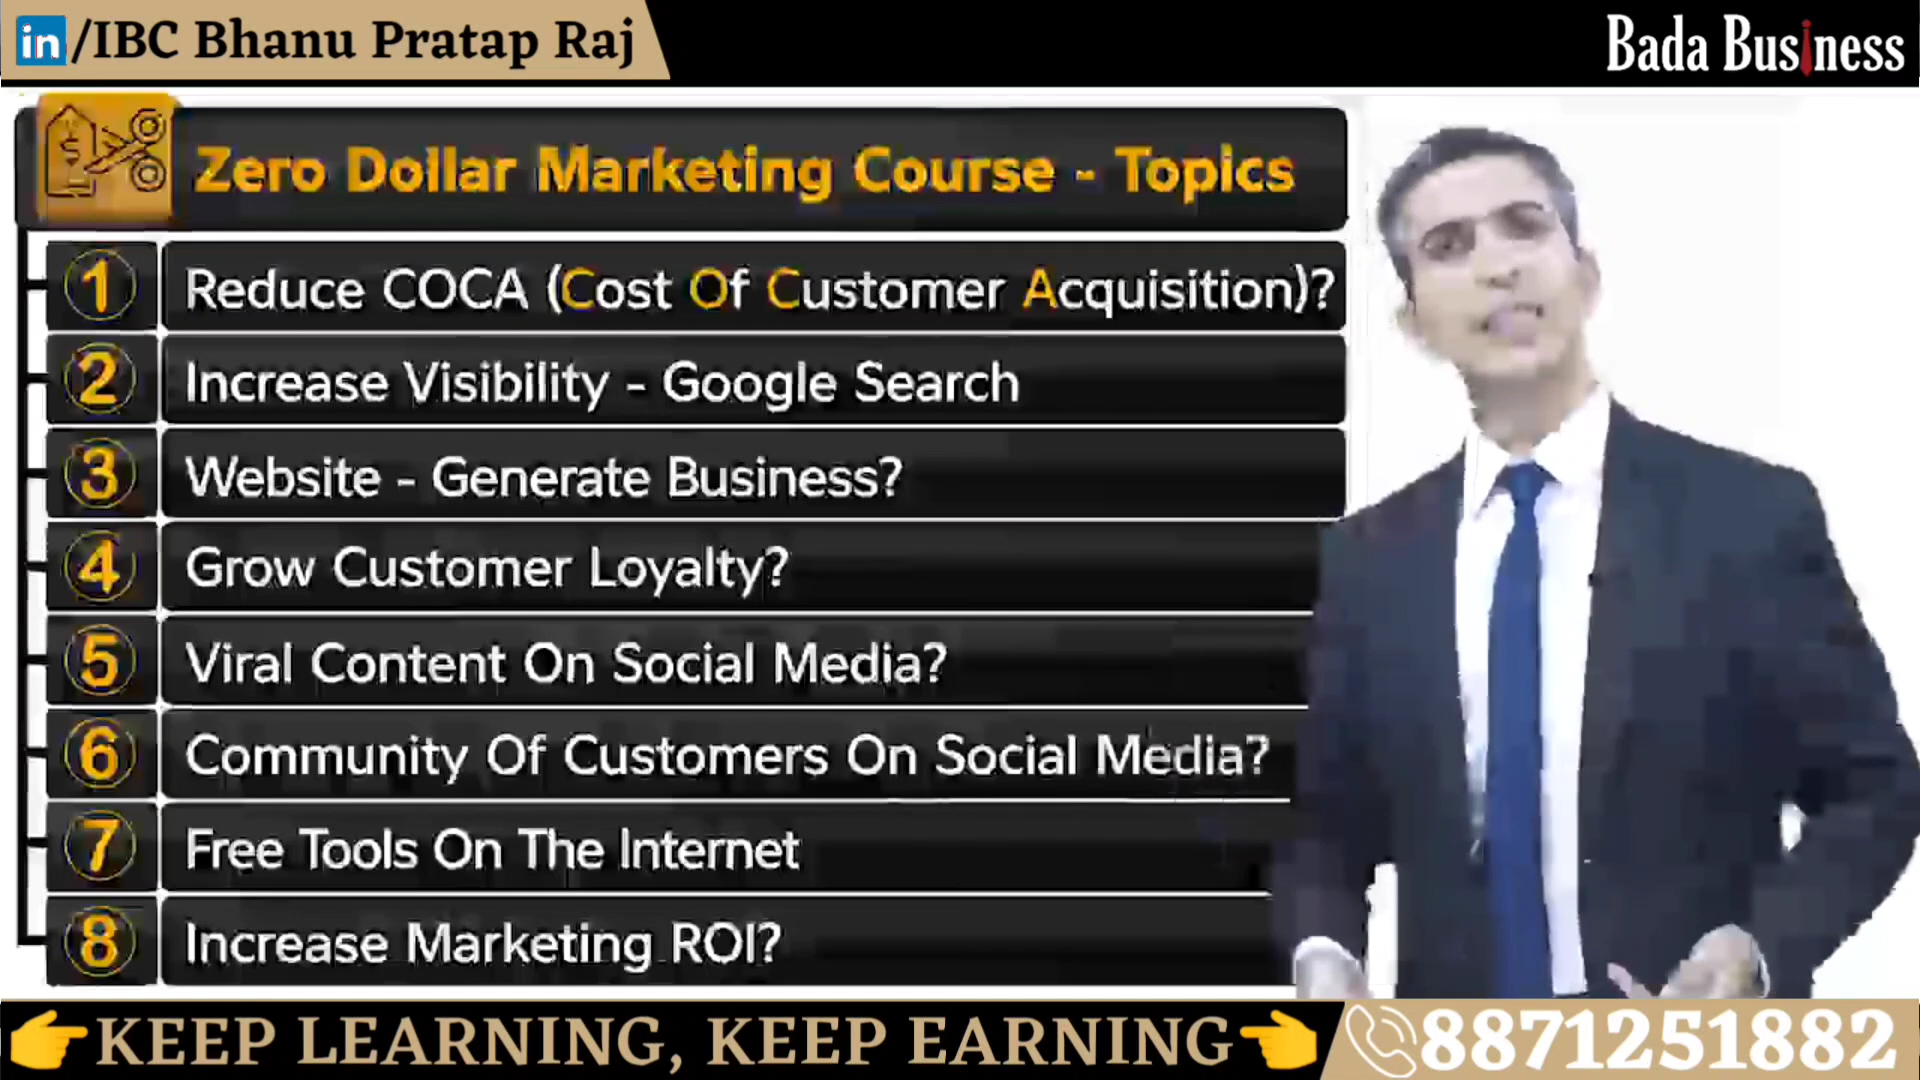 in/IBC Bhanu Pratap Raj
Bada Business
Zero Dollar Marketing Course - Topics
1 Reduce COCA (Cost Of Customer Acquisition)?
2 Increase Visibility - Google Search
3 Website - Generate Business?
4 Grow Customer Loyalty?
5 Viral Content On Social Media?
6 Community Of Customers On Social Media?
7 Free Tools On The Internet
8 Increase Marketing ROI?
KEEP LEARNING, KEEP EARNING
8871251882